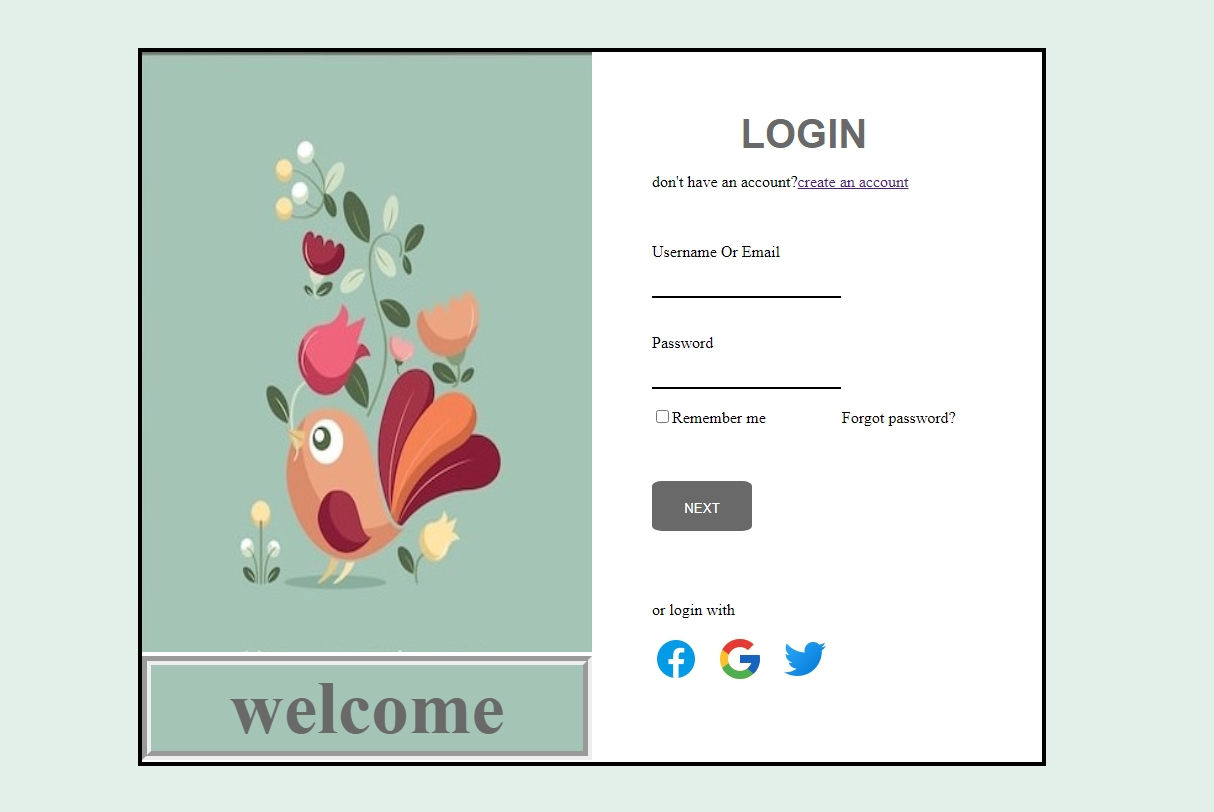 LOGIN
don't have an account?create an account
Username Or Email
Password
Remember me Forgot password?
NEXT
or login with
welcome